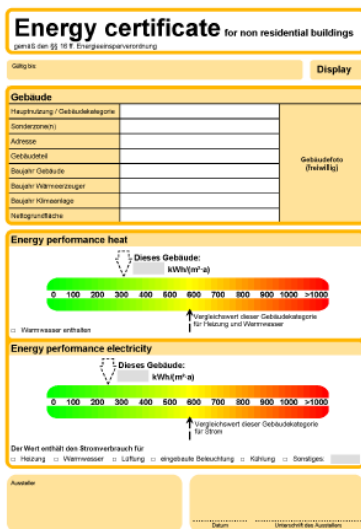 Energy certificate for non residential buildings
gemäß den §§ 16 ff. Energieeinsparverordnung
Gültig bis:
Display
Gebäude
Hauptnutzung / Gebäudekategorie
Sonderzone(n)
Adresse
Gebäudeteil
Baujahr Gebäude
Baujahr Wärmeerzeuger
Baujahr Klimaanlage
Nettogrundfläche
Gebäudefoto
(freiwillig)
Energy performance heat
Dieses Gebäude:
kWh/(m²·a)
0 100 200 300 400 500 600 700 800 900 1000 >1000
Vergleichswert dieser Gebäudekategorie
für Heizung und Warmwasser
□ Warmwasser enthalten
Energy performance electricity
Dieses Gebäude:
kWh/(m²·a)
0 100 200 300 400 500 600 700 800 900 1000 >1000
Vergleichswert dieser Gebäudekategorie
für Strom
Der Wert enthält den Stromverbrauch für
□ Heizung □ Warmwasser □ Lüftung □ eingebaute Beleuchtung □ Kühlung □ Sonstiges:
Aussteller
Datum Unterschrift des Ausstellers